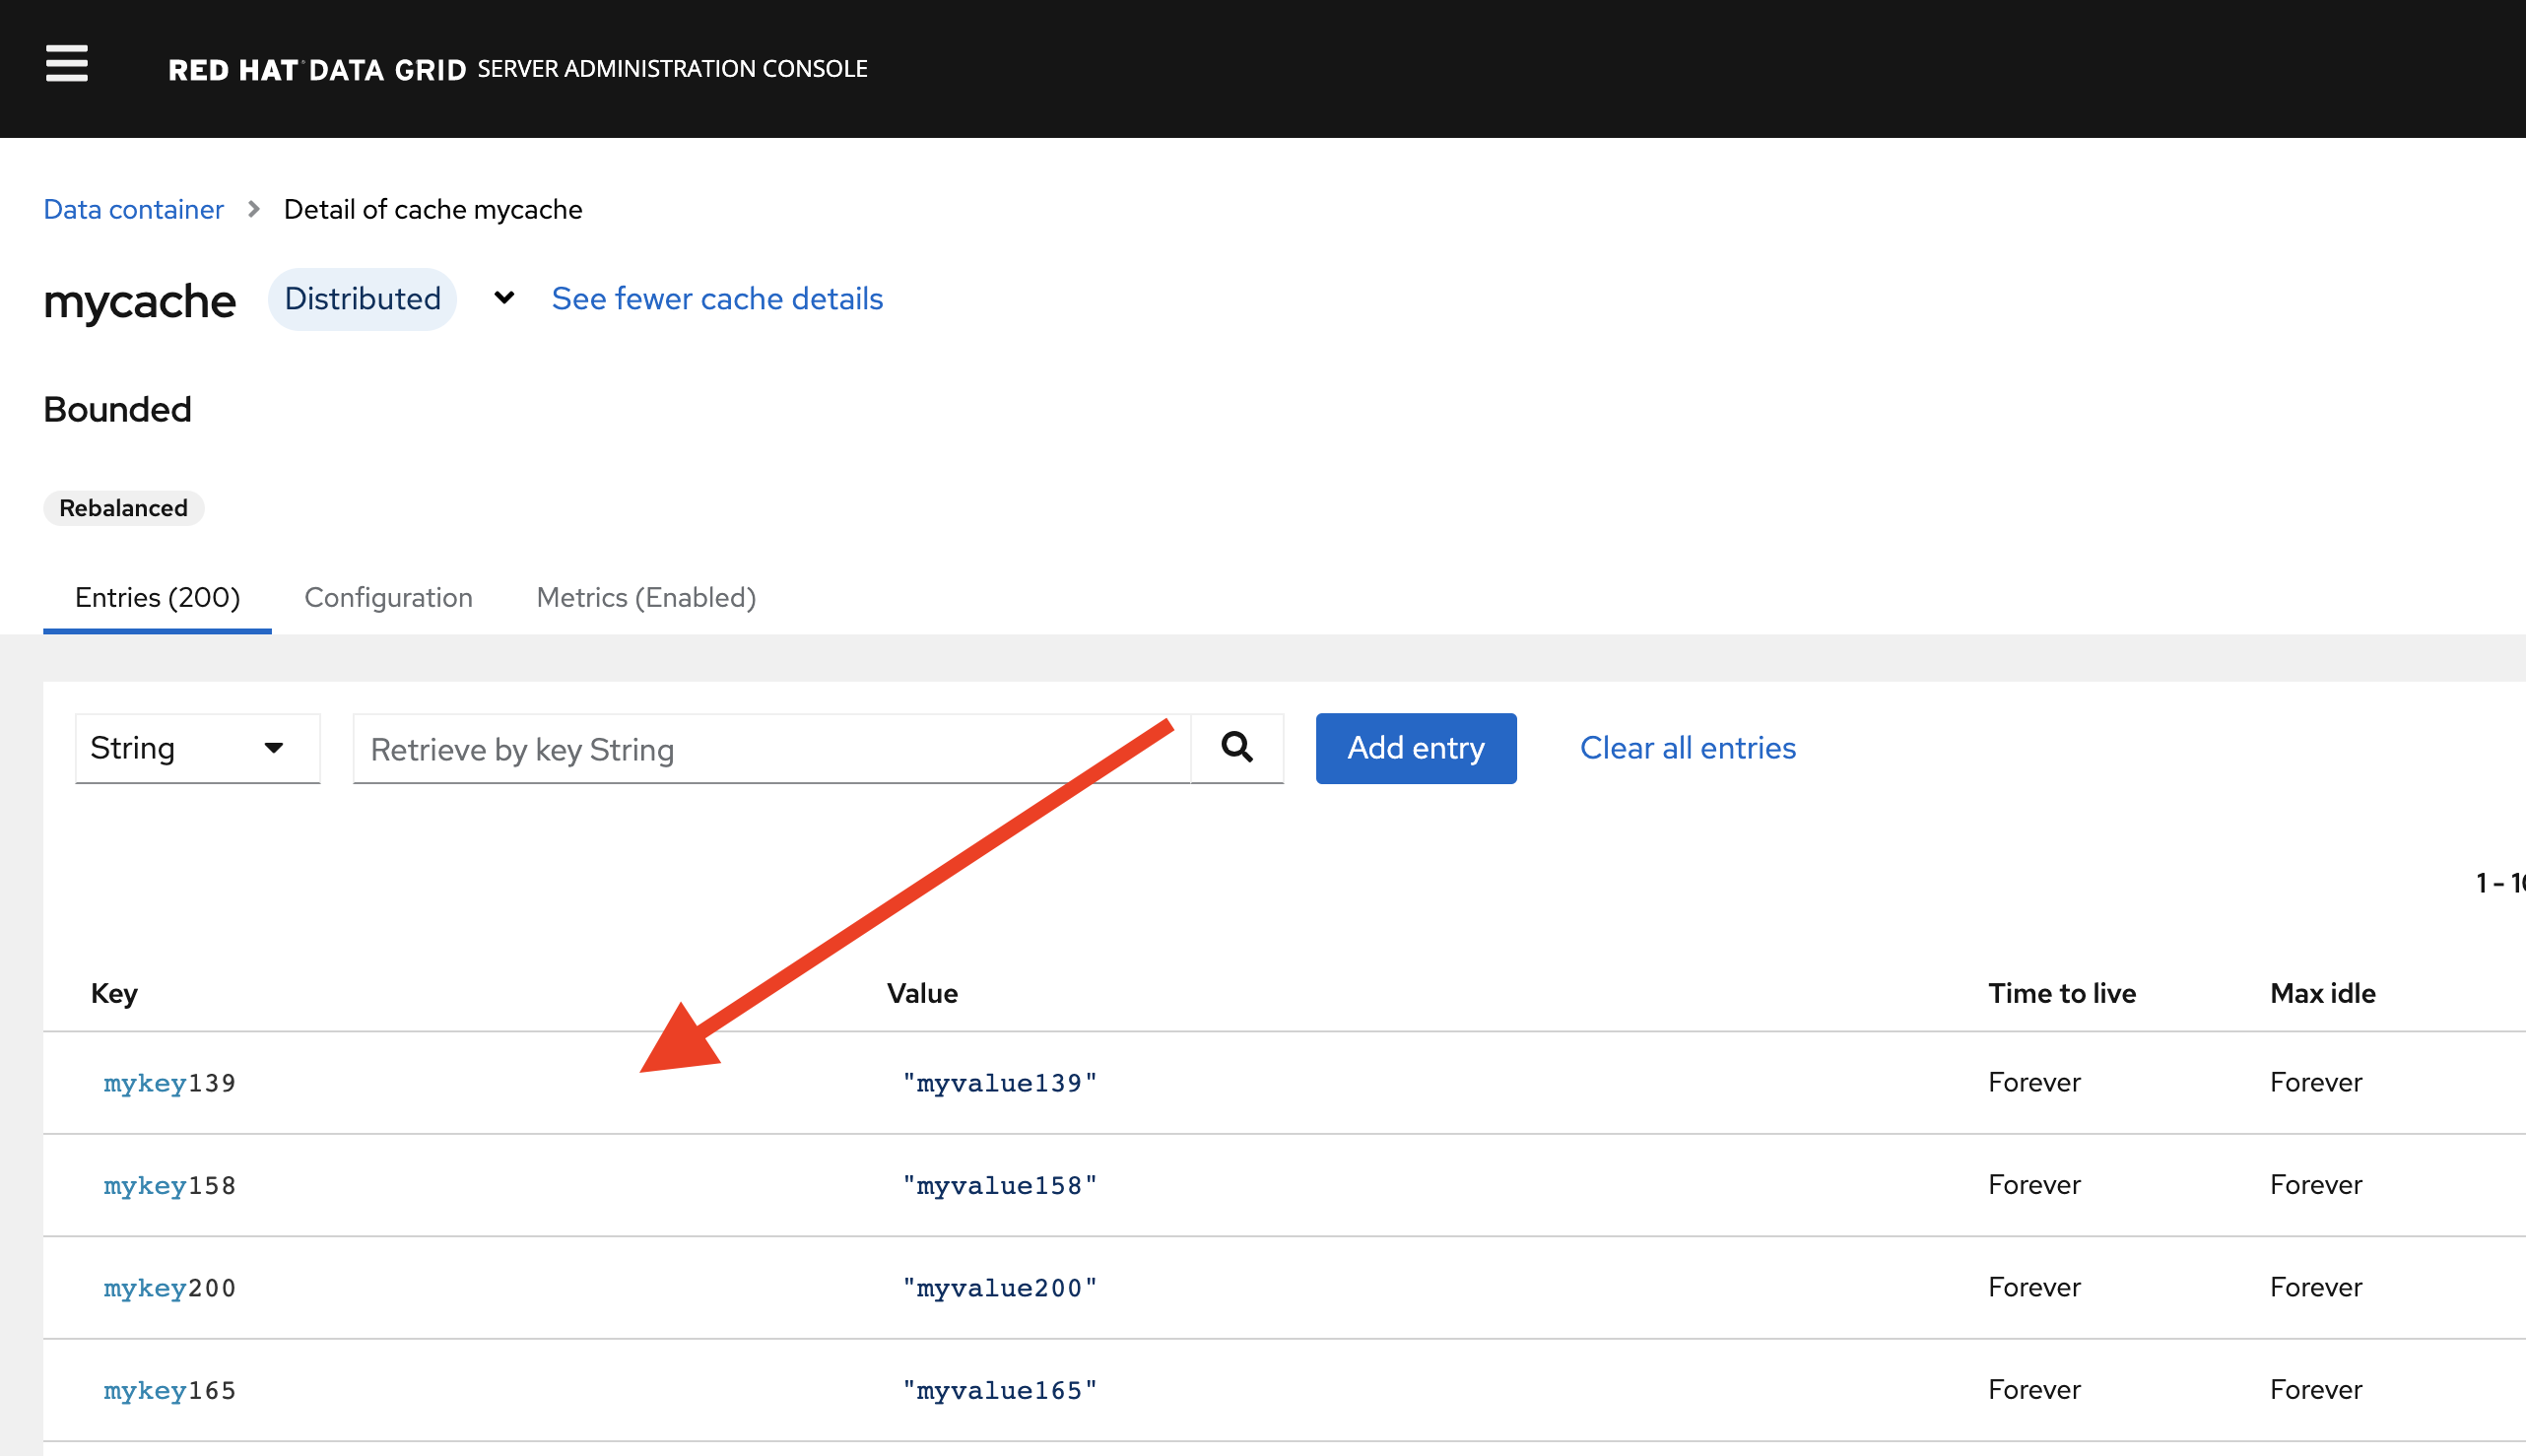 RED HAT DATA GRID SERVER ADMINISTRATION CONSOLE
Data container > Detail of cache mycache
mycache Distributed See fewer cache details
Bounded
Rebalanced
Entries (200) Configuration Metrics (Enabled)
String Retrieve by key String Add entry Clear all entries
1 - 10
Key Value Time to live Max idle
mykey139 "myvalue139" Forever Forever
mykey158 "myvalue158" Forever Forever
mykey200 "myvalue200" Forever Forever
mykey165 "myvalue165" Forever Forever